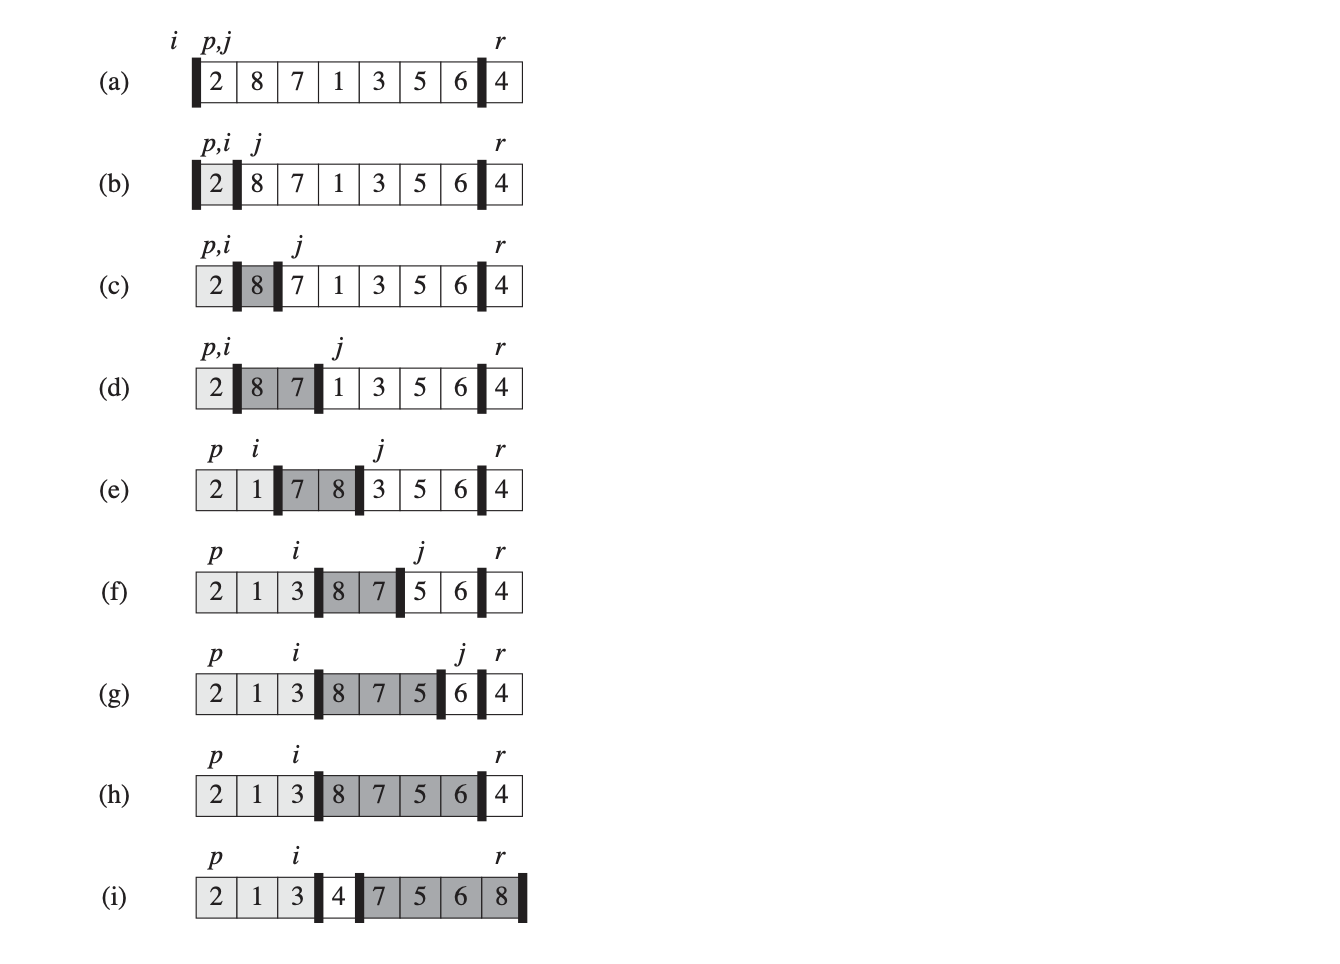 i p,j r
(a) 2 8 7 1 3 5 6 4
p,i j r
(b) 2 8 7 1 3 5 6 4
p,i j r
(c) 2 8 7 1 3 5 6 4
p,i j r
(d) 2 8 7 1 3 5 6 4
p i j r
(e) 2 1 7 8 3 5 6 4
p i j r
(f) 2 1 3 8 7 5 6 4
p i j r
(g) 2 1 3 8 7 5 6 4
p i r
(h) 2 1 3 8 7 5 6 4
p i r
(i) 2 1 3 4 7 5 6 8